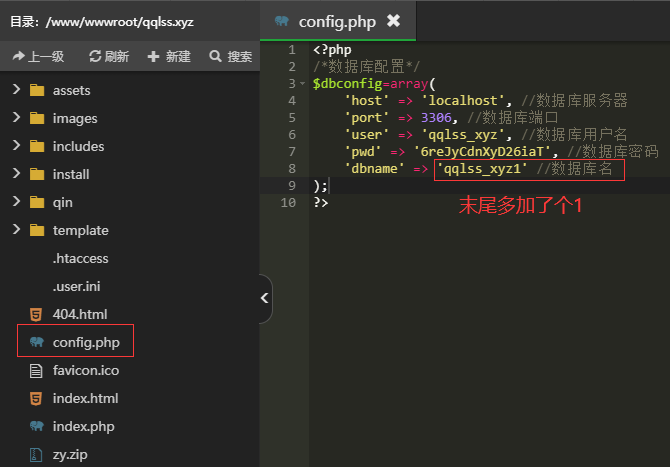 目录: /www/wwwroot/qqlss.xyz
上一级 刷新 新建 搜索
assets
images
includes
install
qin
template
.htaccess
.user.ini
404.html
config.php
favicon.ico
index.html
index.php
zy.zip
config.php
1 <?php
2 /*数据库配置*/
3 $dbconfig=array(
4 'host' => 'localhost', //数据库服务器
5 'port' => 3306, //数据库端口
6 'user' => 'qqlss_xyz', //数据库用户名
7 'pwd' => '6reJyCdnXyD26iaT', //数据库密码
8 'dbname' => 'qqlss_xyz1' //数据库名
9 );
10 ?>
末尾多加了个1